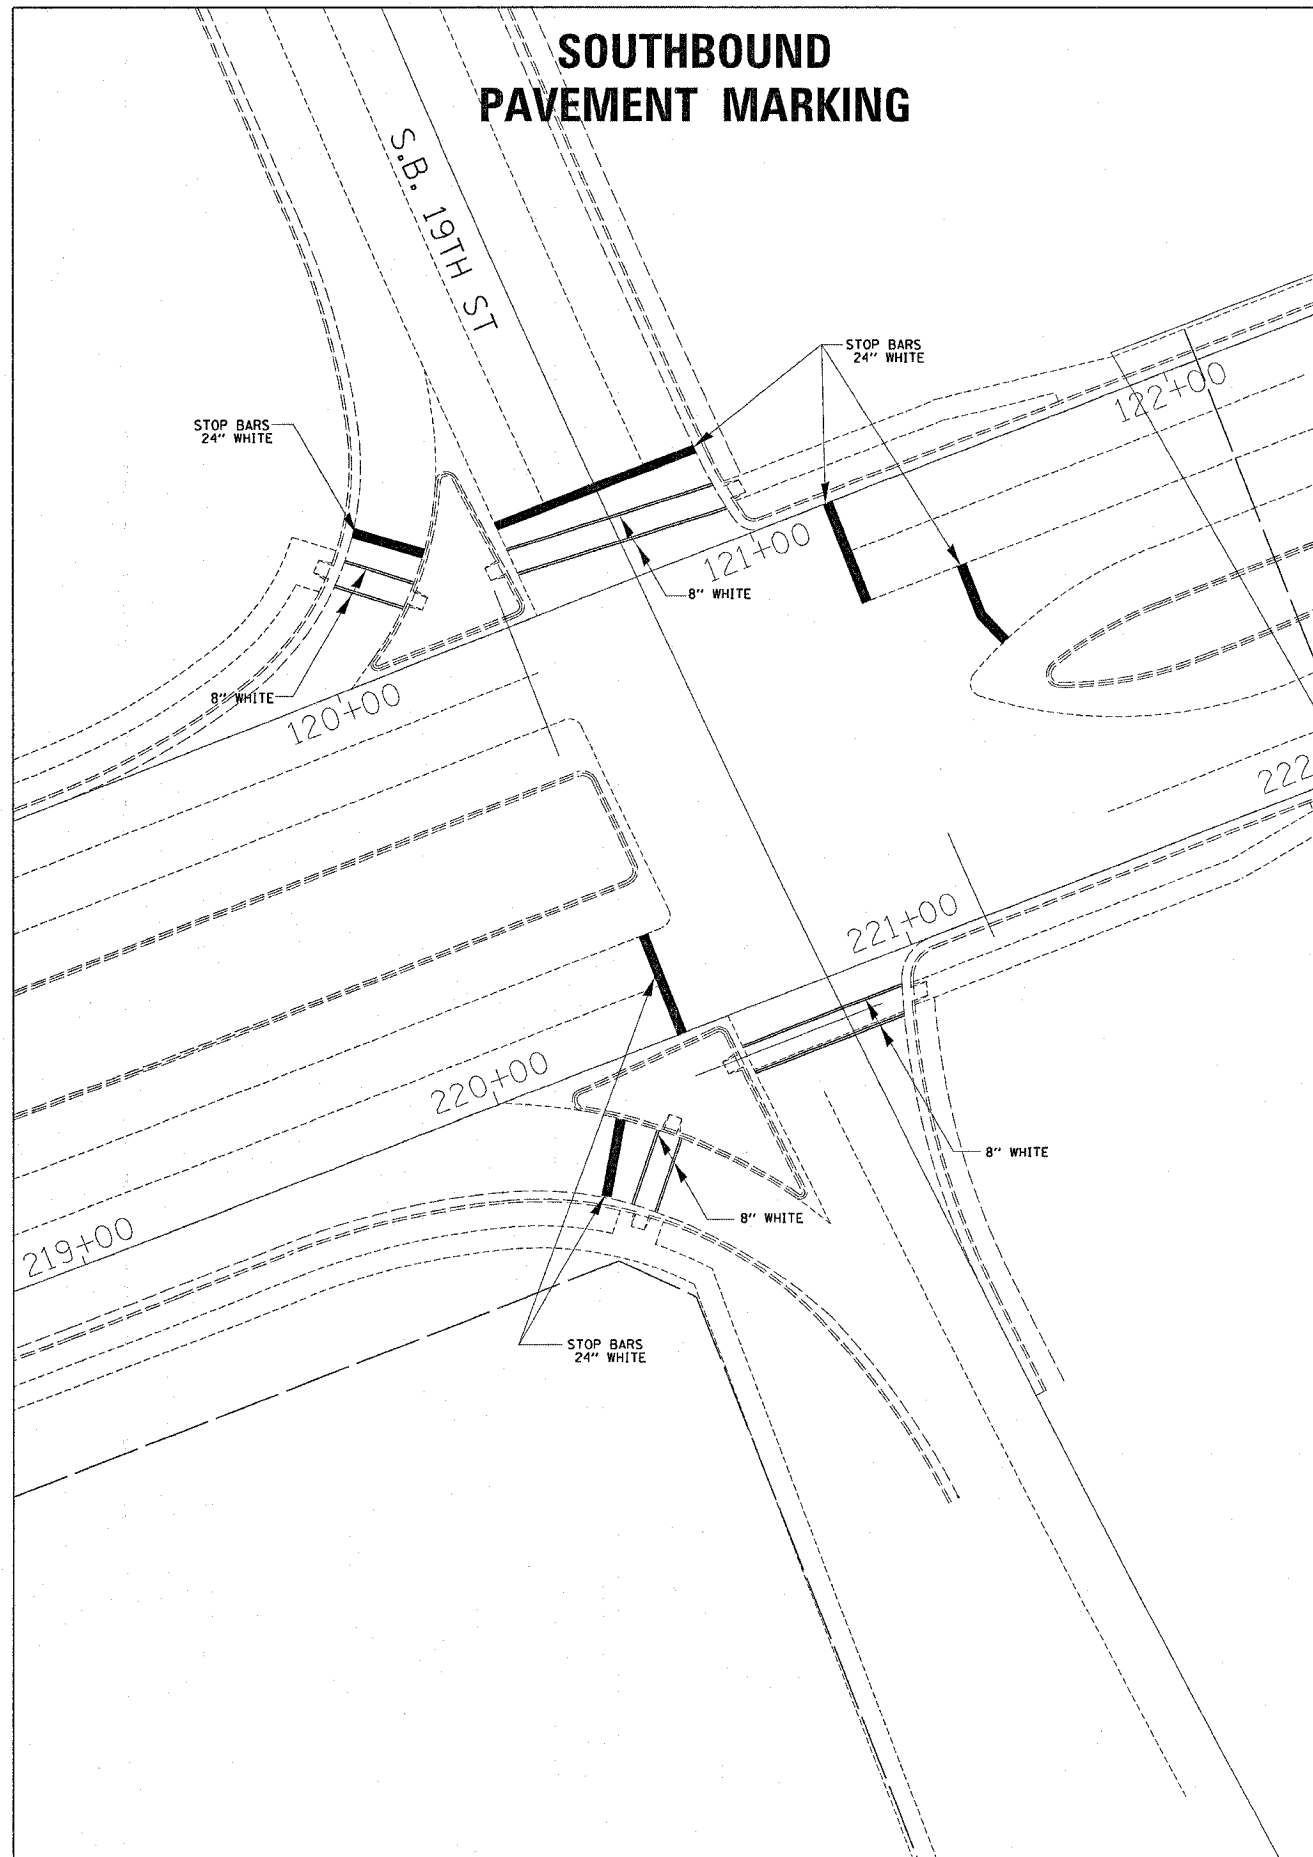 SOUTHBOUND
PAVEMENT MARKING
S.B. 19TH ST
STOP BARS
24" WHITE
STOP BARS
24" WHITE
122+00
121+00
8" WHITE
8" WHITE
120+00
222
221+00
220+00
8" WHITE
8" WHITE
219+00
STOP BARS
24" WHITE